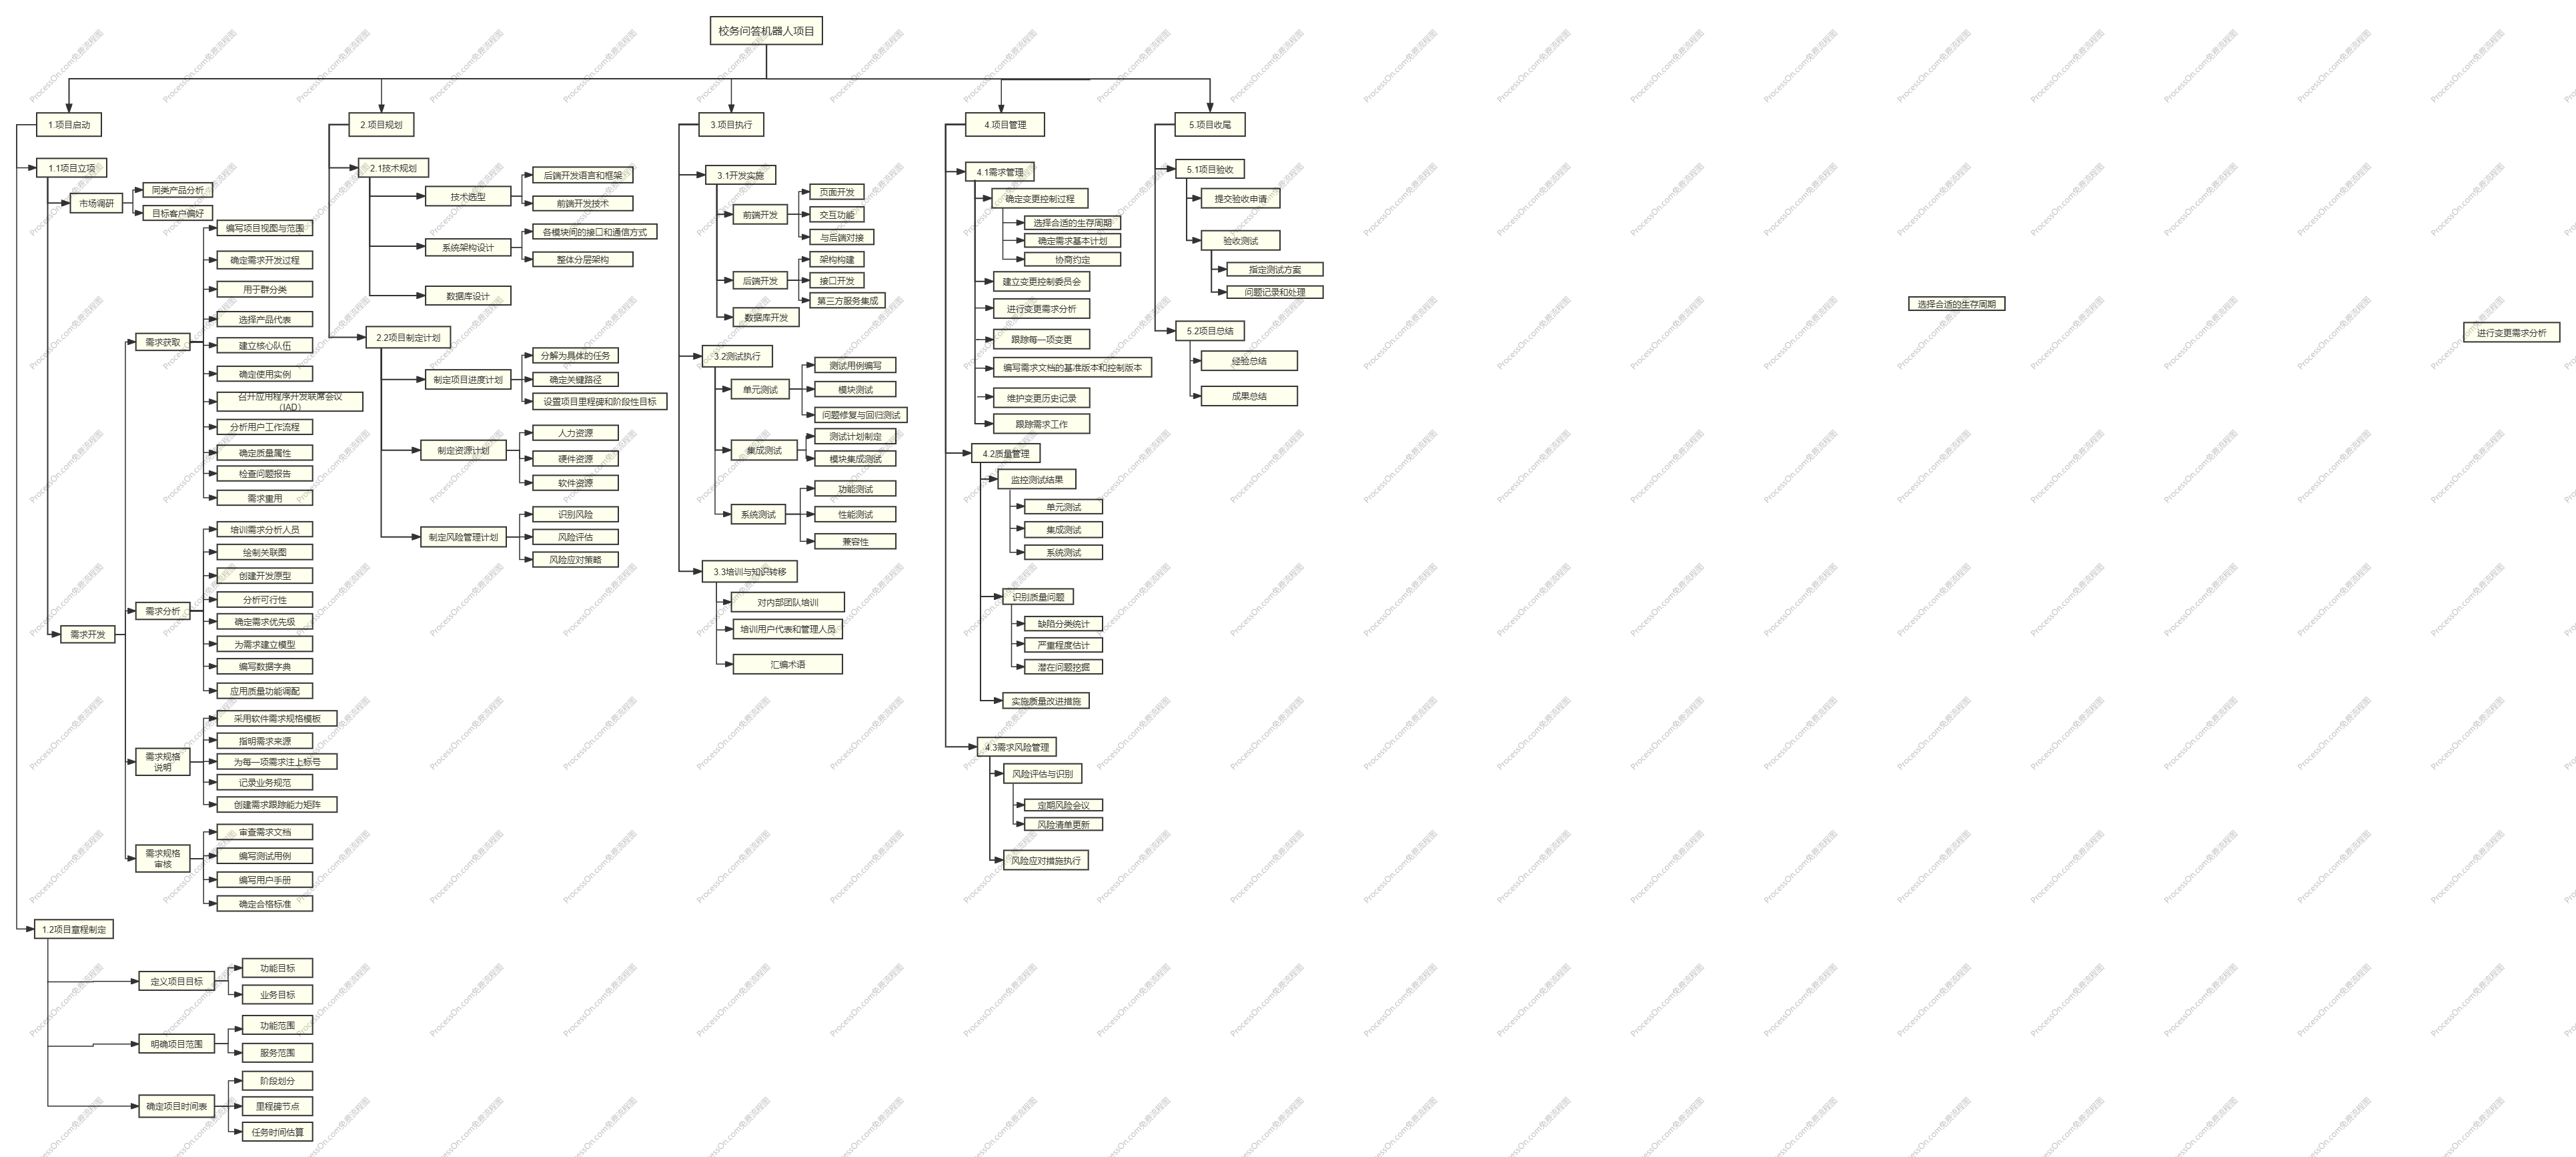 校务问答机器人项目
1.项目启动
1.1项目立项
市场调研
同类产品分析
目标客户偏好
需求开发
需求获取
编写项目视图与范围
确定需求开发过程
用于群分类
选择产品代表
建立核心队伍
确定使用实例
召开应用程序开发联席会议
（IAD）
分析用户工作流程
确定质量属性
检查问题报告
需求重用
需求分析
培训需求分析人员
绘制关联图
创建开发原型
分析可行性
确定需求优先级
为需求建立模型
编写数据字典
应用质量功能调配
需求规格
说明
采用软件需求规格模板
指明需求来源
为每一项需求注上标号
记录业务规范
创建需求跟踪能力矩阵
需求规格
审核
审查需求文档
编写测试用例
编写用户手册
确定合格标准
1.2项目章程制定
定义项目目标
功能目标
业务目标
明确项目范围
功能范围
服务范围
确定项目时间表
阶段划分
里程碑节点
任务时间估算
2.项目规划
2.1技术规划
技术选型
后端开发语言和框架
前端开发技术
系统架构设计
各模块间的接口和通信方式
整体分层架构
数据库设计
2.2项目制定计划
制定项目进度计划
分解为具体的任务
确定关键路径
设置项目里程碑和阶段性目标
制定资源计划
人力资源
硬件资源
软件资源
制定风险管理计划
识别风险
风险评估
风险应对策略
3.项目执行
3.1开发实施
前端开发
页面开发
交互功能
与后端对接
后端开发
架构构建
接口开发
第三方服务集成
数据库开发
3.2测试执行
单元测试
测试用例编写
模块测试
问题修复与回归测试
集成测试
测试计划制定
模块集成测试
系统测试
功能测试
性能测试
兼容性
3.3培训与知识转移
对内部团队培训
培训用户代表和管理人员
汇编术语
4.项目管理
4.1需求管理
确定变更控制过程
选择合适的生存周期
确定需求基本计划
协商约定
建立变更控制委员会
进行变更需求分析
跟踪每一项变更
编写需求文档的基准版本和控制版本
维护变更历史记录
跟踪需求工作
4.2质量管理
监控测试结果
单元测试
集成测试
系统测试
识别质量问题
缺陷分类统计
严重程度估计
潜在问题挖掘
实施质量改进措施
4.3需求风险管理
风险评估与识别
定期风险会议
风险清单更新
风险应对措施执行
5.项目收尾
5.1项目验收
提交验收申请
验收测试
指定测试方案
问题记录和处理
5.2项目总结
经验总结
成果总结
选择合适的生存周期
进行变更需求分析
ProcessOn.com免费流程图